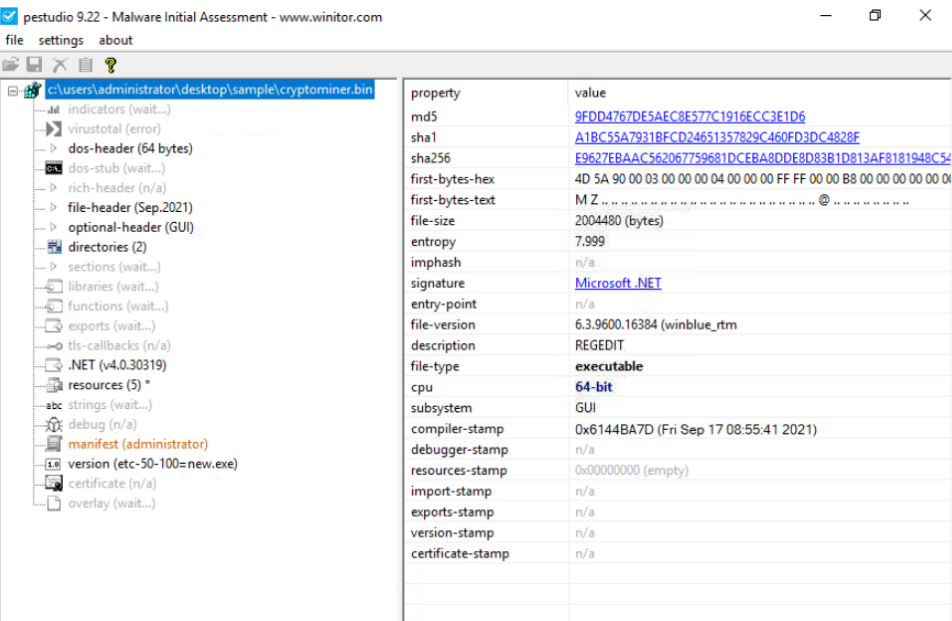 pestudio 9.22 - Malware Initial Assessment - www.winitor.com
file settings about
c:\users\administrator\desktop\sample\cryptominer.bin
indicators (wait...)
virustotal (error)
dos-header (64 bytes)
dos-stub (wait...)
rich-header (n/a)
file-header (Sep.2021)
optional-header (GUI)
directories (2)
sections (wait...)
libraries (wait...)
functions (wait...)
exports (wait...)
tls-callbacks (n/a)
.NET (v4.0.30319)
resources (5) *
abc strings (wait...)
debug (n/a)
manifest (administrator)
1.0 version (etc-50-100=new.exe)
certificate (n/a)
overlay (wait...)
property value
md5 9FDD4767DE5AEC8E577C1916ECC3E1D6
sha1 A1BC55A7931BFCD24651357829C460FD3DC4828F
sha256 E9627EBAAC562067759681DCEBA8DDE8D83B1D813AF8181948C54
first-bytes-hex 4D 5A 90 00 03 00 00 00 04 00 00 00 FF FF 00 00 B8 00 00 00 00 00 0
first-bytes-text M Z .. .. .. .. .. .. .. .. .. .. .. .. .. .. .. .. .. .. .. .. .. .. @ .. .. .. .. .. .. .. ..
file-size 2004480 (bytes)
entropy 7.999
imphash n/a
signature Microsoft .NET
entry-point n/a
file-version 6.3.9600.16384 (winblue_rtm
description REGEDIT
file-type executable
cpu 64-bit
subsystem GUI
compiler-stamp 0x6144BA7D (Fri Sep 17 08:55:41 2021)
debugger-stamp n/a
resources-stamp 0x00000000 (empty)
import-stamp n/a
exports-stamp n/a
version-stamp n/a
certificate-stamp n/a